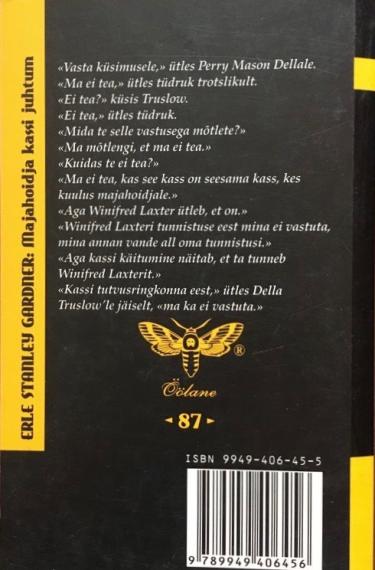 ERLE STANLEY GARDNER: Majahoidja kassi juhtum
«Vasta küsimusele,» ütles Perry Mason Dellale.
«Ma ei tea,» ütles tüdruk trotslikult.
«Ei tea?» küsis Truslow.
«Ei tea,» ütles tüdruk.
«Mida te selle vastusega mõtlete?»
«Ma mõtlengi, et ma ei tea.»
«Kuidas te ei tea?»
«Ma ei tea, kas see kass on seesama kass, kes
kuulus majahoidjale.»
«Aga Winifred Laxter ütleb, et on.»
«Winifred Laxteri tunnistuse eest mina ei vastuta,
mina annan vande all oma tunnistusi.»
«Aga kassi käitumine näitab, et ta tunneb
Winifred Laxterit.»
«Kassi tutvusringkonna eest,» ütles Della
Truslow'le jäiselt, «ma ka ei vastuta.»
®
Öölane
87
ISBN 9949-406-45-5
9 789949 406456